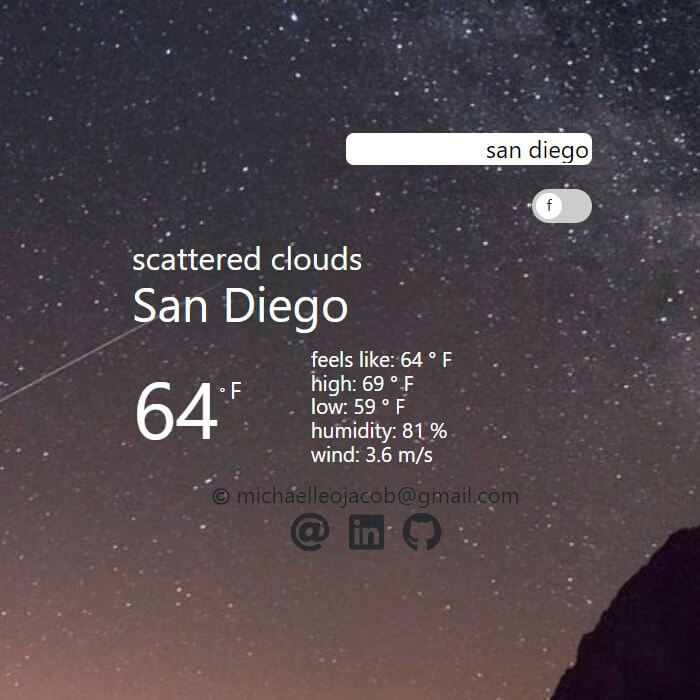 san diego
f
scattered clouds
San Diego
64° F
feels like: 64 ° F
high: 69 ° F
low: 59 ° F
humidity: 81 %
wind: 3.6 m/s
© michaelleojacob@gmail.com
@ in